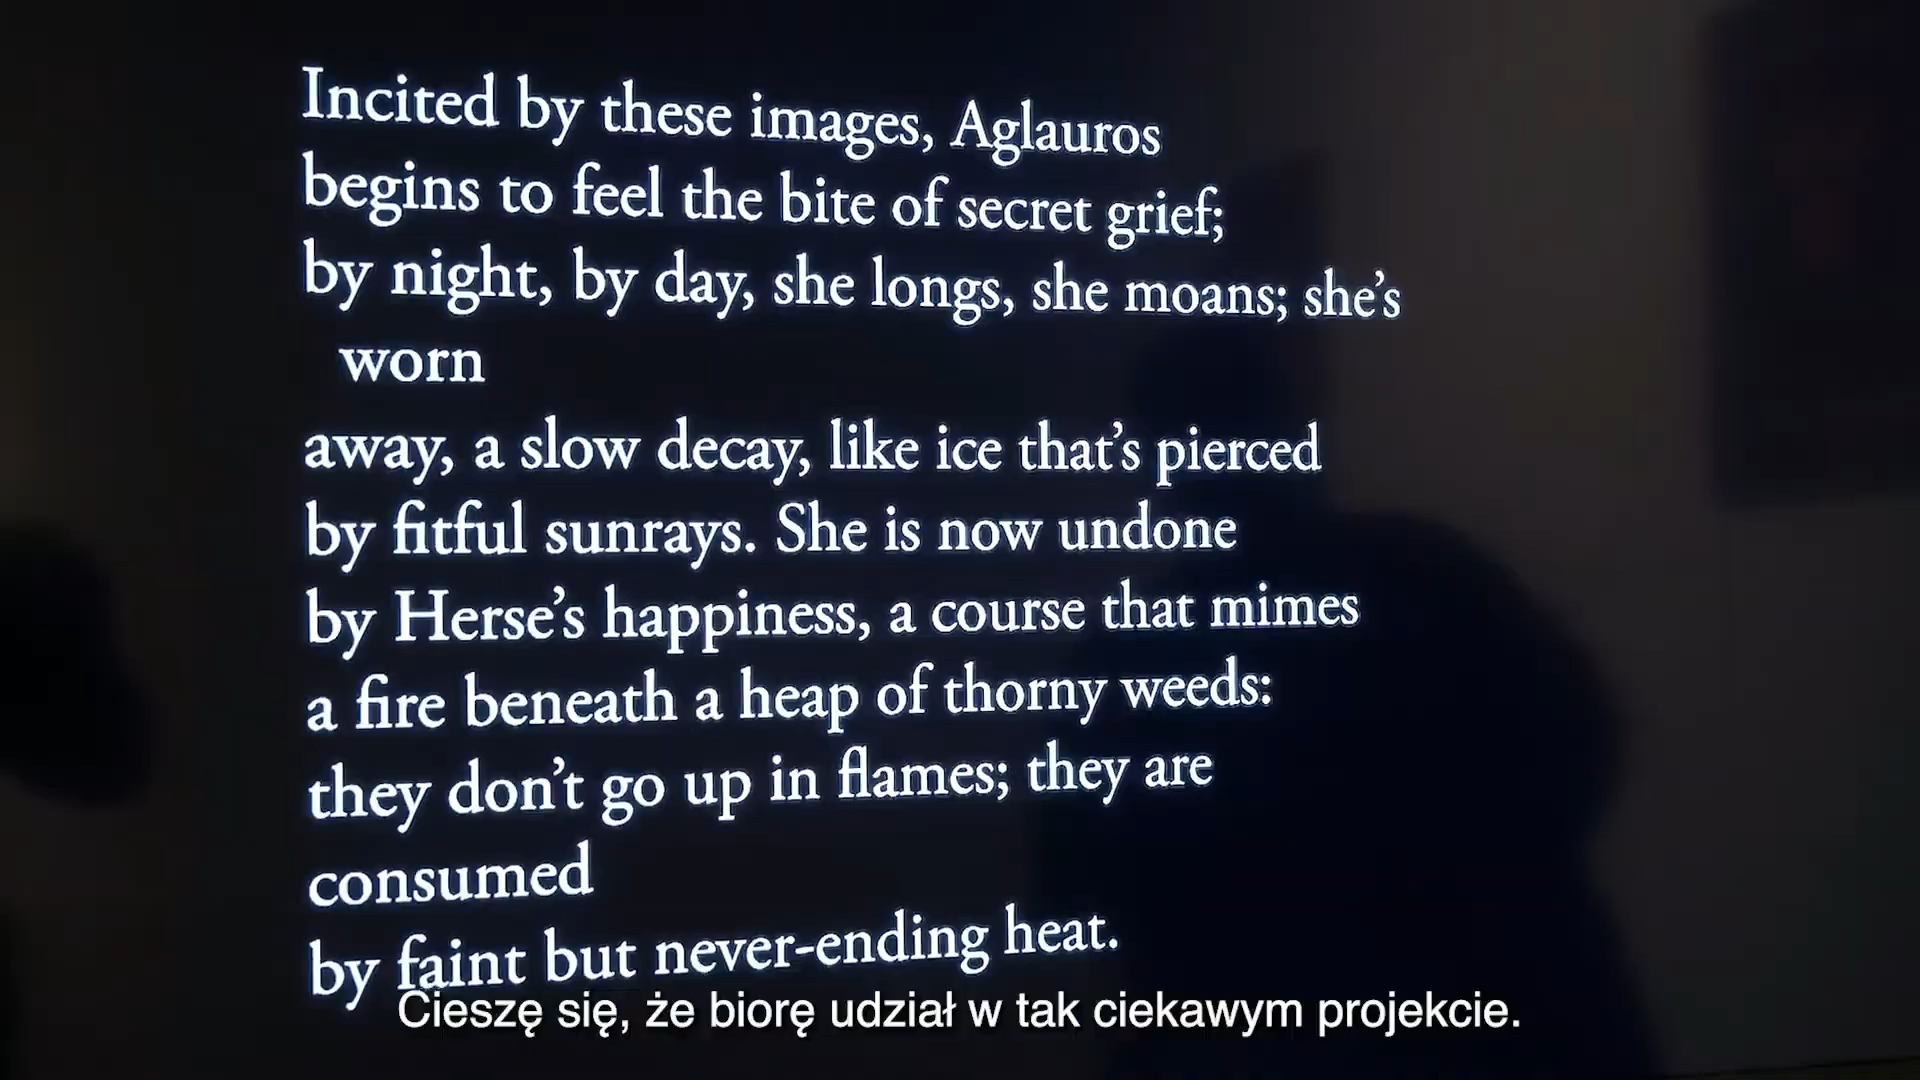 Incited by these images, Aglauros
begins to feel the bite of secret grief;
by night, by day, she longs, she moans; she’s
worn
away, a slow decay, like ice that’s pierced
by fitful sunrays. She is now undone
by Herse’s happiness, a course that mimes
a fire beneath a heap of thorny weeds:
they don’t go up in flames; they are
consumed
by faint but never-ending heat.
Cieszę się, że biorę udział w tak ciekawym projekcie.